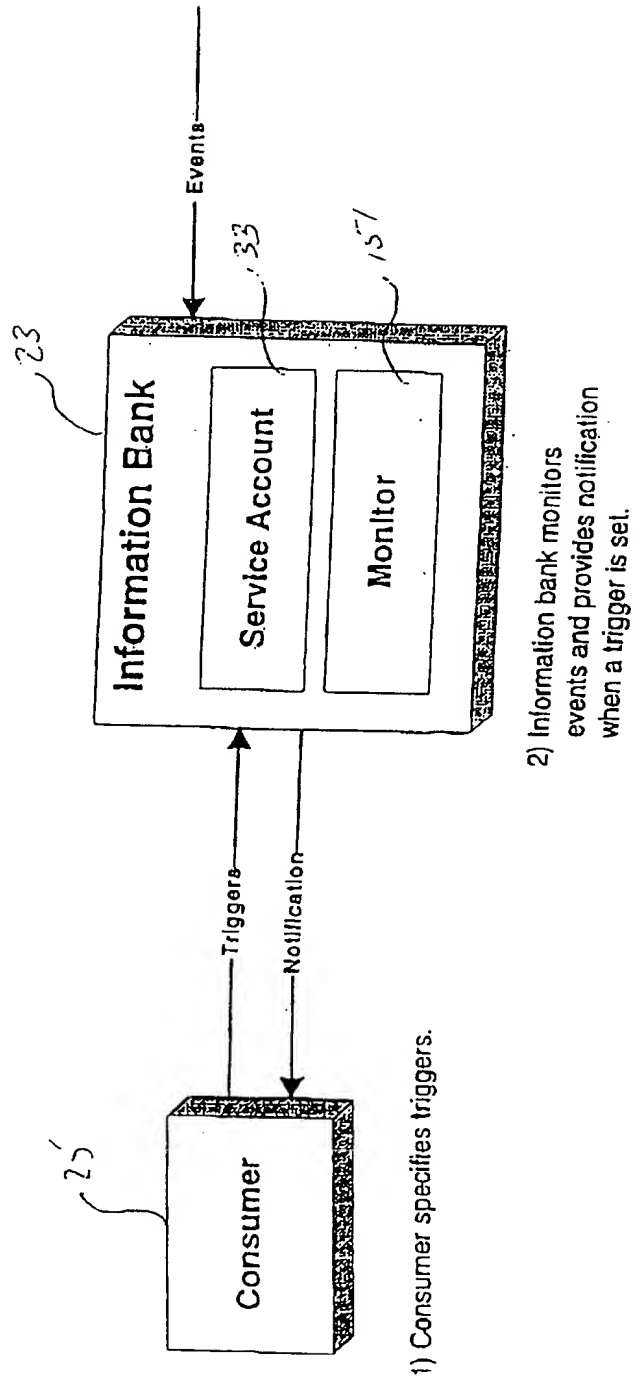 23
Information Bank
Events
Service Account
33
Monitor
151
Triggers
Notification
25
Consumer
1) Consumer specifies triggers.
2) Information bank monitors
events and provides notification
when a trigger is set.